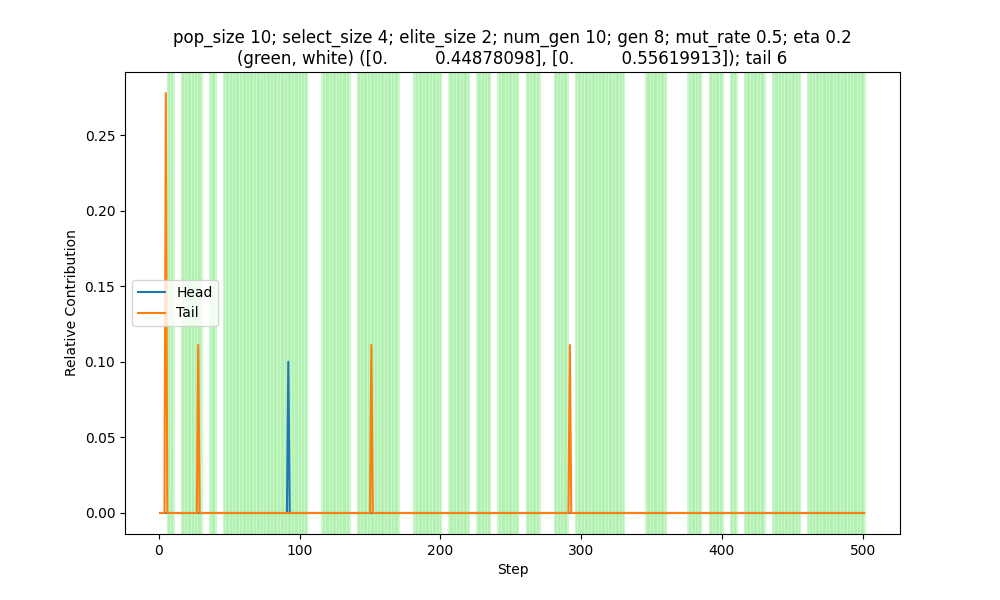 pop_size 10; select_size 4; elite_size 2; num_gen 10; gen 8; mut_rate 0.5; eta 0.2
(green, white) ([0.         0.44878098], [0.         0.55619913]); tail 6
0.25
0.20
0.15
0.10
0.05
0.00
Relative Contribution
Head
Tail
0
100
200
300
400
500
Step